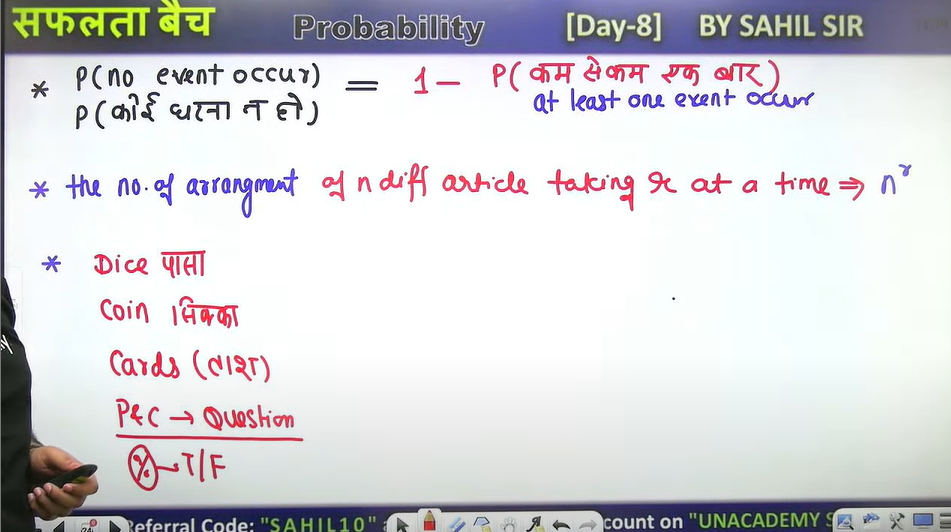 सफलता बैच Probability [Day-8] BY SAHIL SIR
* P(no event occur) = 1 - P(कम से कम एक बार)
P(कोई घटना न हो) at least one event occur
* the no. of arrangment of n diff article taking r at a time ⇒ n^r
* Dice पासा
Coin सिक्का
Cards (ताश)
P&C → Question
% → T/F
Referral Code: "SAHIL10" count on "UNACADEMY S